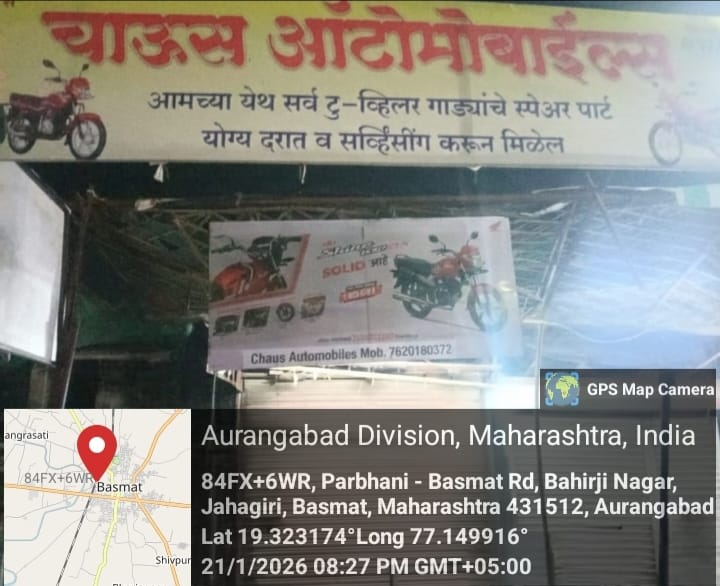 चाऊस ऑटोमोबाईल्स
आमच्या येथ सर्व टु-व्हिलर गाड्यांचे स्पेअर पार्ट
योग्य दरात व सर्व्हिसींग करून मिळेल
SOLID आहे
Chaus Automobiles Mob. 7620180372
GPS Map Camera
Aurangabad Division, Maharashtra, India
84FX+6WR, Parbhani - Basmat Rd, Bahirji Nagar,
Jahagiri, Basmat, Maharashtra 431512, Aurangabad
Lat 19.323174°Long 77.149916°
21/1/2026 08:27 PM GMT+05:00
angrasati
84FX+6WR
Basmat
Shivpur